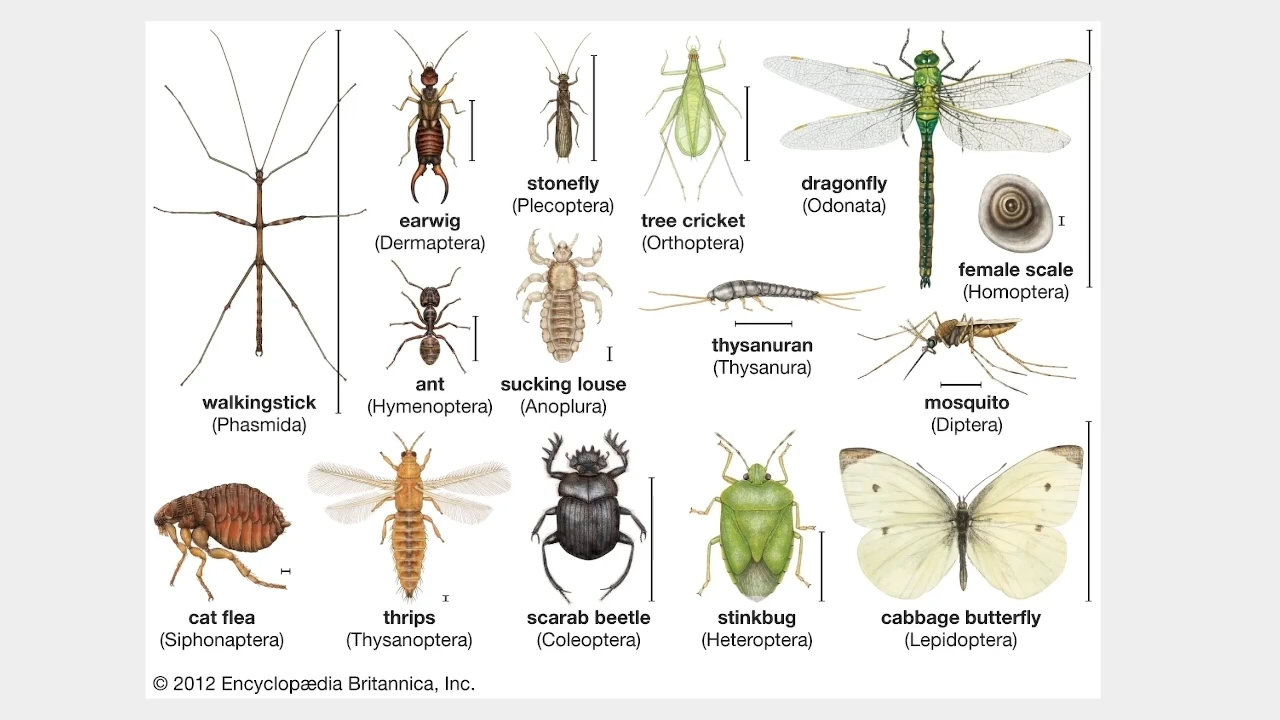 walkingstick
(Phasmida)
earwig
(Dermaptera)
stonefly
(Plecoptera)
tree cricket
(Orthoptera)
dragonfly
(Odonata)
female scale
(Homoptera)
ant
(Hymenoptera)
sucking louse
(Anoplura)
thysanuran
(Thysanura)
mosquito
(Diptera)
cat flea
(Siphonaptera)
thrips
(Thysanoptera)
scarab beetle
(Coleoptera)
stinkbug
(Heteroptera)
cabbage butterfly
(Lepidoptera)
© 2012 Encyclopædia Britannica, Inc.